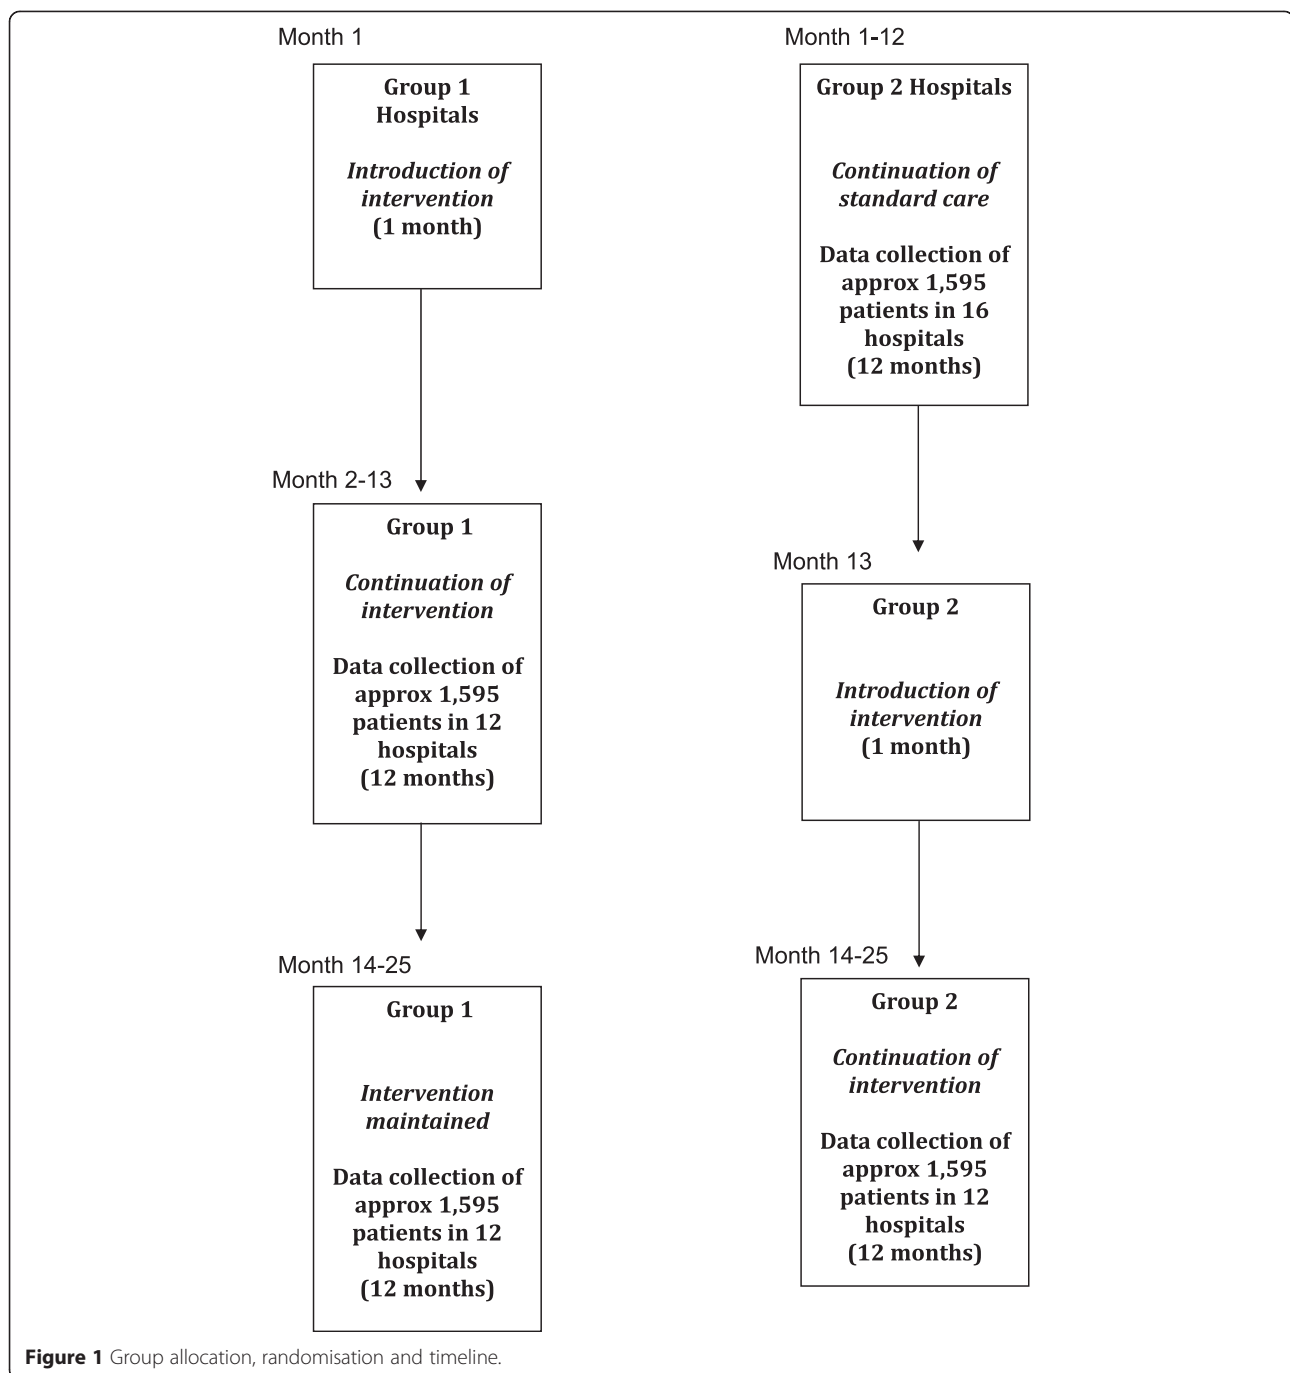 Month 1
Group 1
Hospitals
Introduction of
intervention
(1 month)
Month 2-13
Group 1
Continuation of
intervention
Data collection of
approx 1,595
patients in 12
hospitals
(12 months)
Month 14-25
Group 1
Intervention
maintained
Data collection of
approx 1,595
patients in 12
hospitals
(12 months)
Month 1-12
Group 2 Hospitals
Continuation of
standard care
Data collection of
approx 1,595
patients in 16
hospitals
(12 months)
Month 13
Group 2
Introduction of
intervention
(1 month)
Month 14-25
Group 2
Continuation of
intervention
Data collection of
approx 1,595
patients in 12
hospitals
(12 months)
Figure 1 Group allocation, randomisation and timeline.